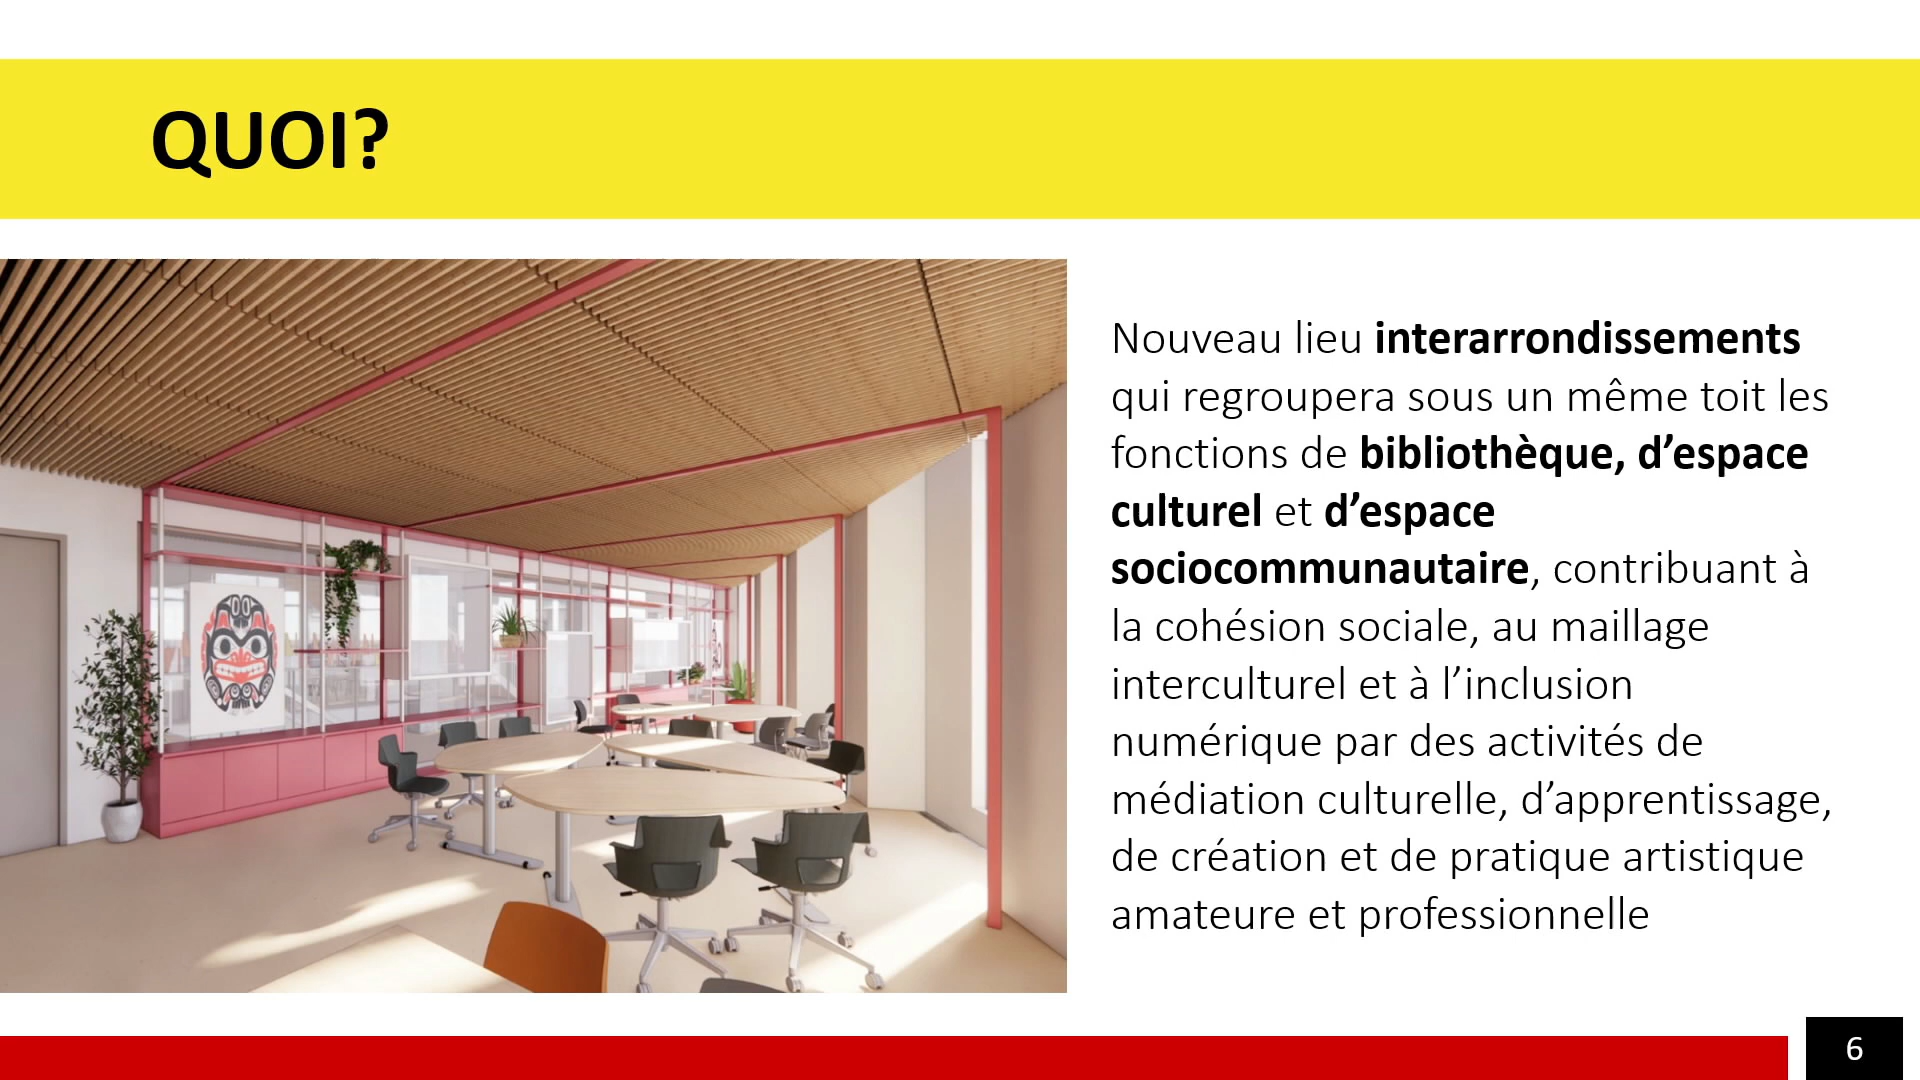 QUOI?
Nouveau lieu interarrondissements
qui regroupera sous un même toit les
fonctions de bibliothèque, d’espace
culturel et d’espace
sociocommunautaire, contribuant à
la cohésion sociale, au maillage
interculturel et à l’inclusion
numérique par des activités de
médiation culturelle, d’apprentissage,
de création et de pratique artistique
amateure et professionnelle
6